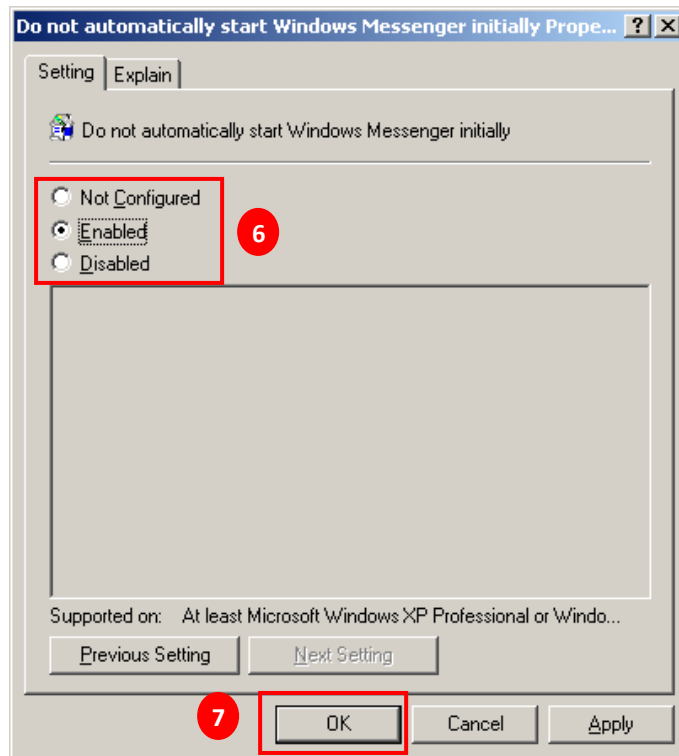 Do not automatically start Windows Messenger initially Prope...
Setting Explain
Do not automatically start Windows Messenger initially
Not Configured
Enabled
6
Disabled
Supported on: At least Microsoft Windows XP Professional or Windo...
Previous Setting Next Setting
7 OK Cancel Apply